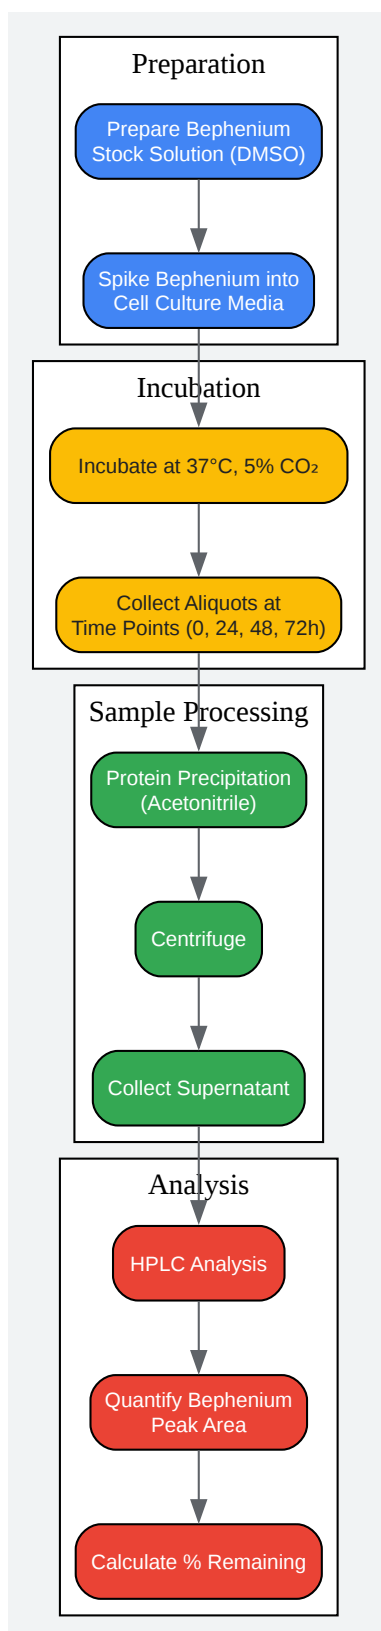 Preparation
Prepare Bephenium
Stock Solution (DMSO)
Spike Bephenium into
Cell Culture Media
Incubation
Incubate at 37°C, 5% CO₂
Collect Aliquots at
Time Points (0, 24, 48, 72h)
Sample Processing
Protein Precipitation
(Acetonitrile)
Centrifuge
Collect Supernatant
Analysis
HPLC Analysis
Quantify Bephenium
Peak Area
Calculate % Remaining